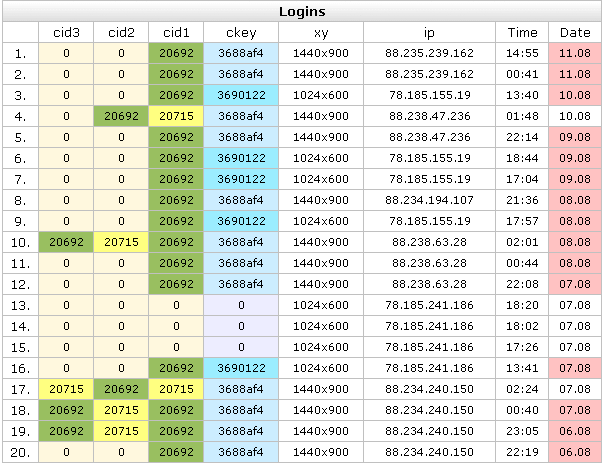 Logins
cid3 cid2 cid1 ckey xy ip Time Date
1. 0 0 20692 3688af4 1440x900 88.235.239.162 14:55 11.08
2. 0 0 20692 3688af4 1440x900 88.235.239.162 00:41 11.08
3. 0 0 20692 3690122 1024x600 78.185.155.19 13:40 10.08
4. 0 20692 20715 3688af4 1440x900 88.238.47.236 01:48 10.08
5. 0 0 20692 3688af4 1440x900 88.238.47.236 22:14 09.08
6. 0 0 20692 3690122 1024x600 78.185.155.19 18:44 09.08
7. 0 0 20692 3690122 1024x600 78.185.155.19 17:04 09.08
8. 0 0 20692 3688af4 1440x900 88.234.194.107 21:36 08.08
9. 0 0 20692 3690122 1024x600 78.185.155.19 17:57 08.08
10. 20692 20715 20692 3688af4 1440x900 88.238.63.28 02:01 08.08
11. 0 0 20692 3688af4 1440x900 88.238.63.28 00:44 08.08
12. 0 0 20692 3688af4 1440x900 88.238.63.28 22:08 07.08
13. 0 0 0 0 1024x600 78.185.241.186 18:20 07.08
14. 0 0 0 0 1024x600 78.185.241.186 18:02 07.08
15. 0 0 0 0 1024x600 78.185.241.186 17:26 07.08
16. 0 0 20692 3690122 1024x600 78.185.241.186 13:41 07.08
17. 20715 20692 20715 3688af4 1440x900 88.234.240.150 02:24 07.08
18. 20692 20715 20692 3688af4 1440x900 88.234.240.150 00:40 07.08
19. 20692 20715 20692 3688af4 1440x900 88.234.240.150 23:05 06.08
20. 0 0 20692 3688af4 1440x900 88.234.240.150 22:19 06.08